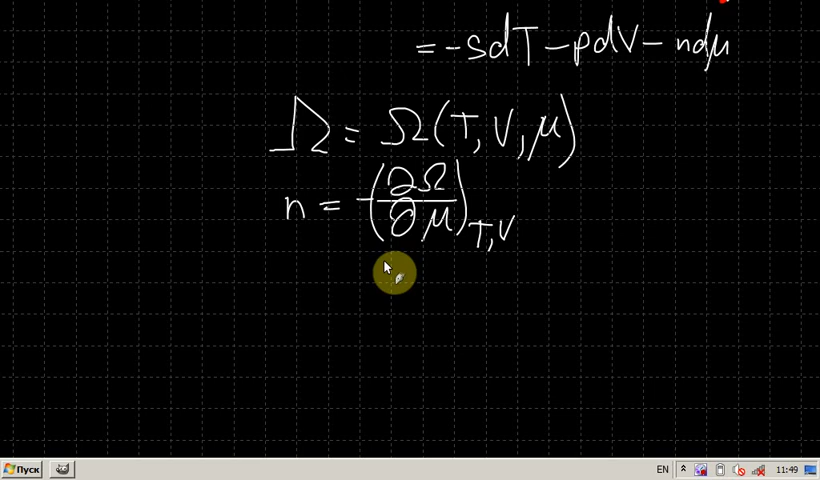 = -SdT - pdV - ndμ
Ω = Ω(T, V, μ)
n = -(∂Ω/∂μ)T,V
Пуск EN 11:49